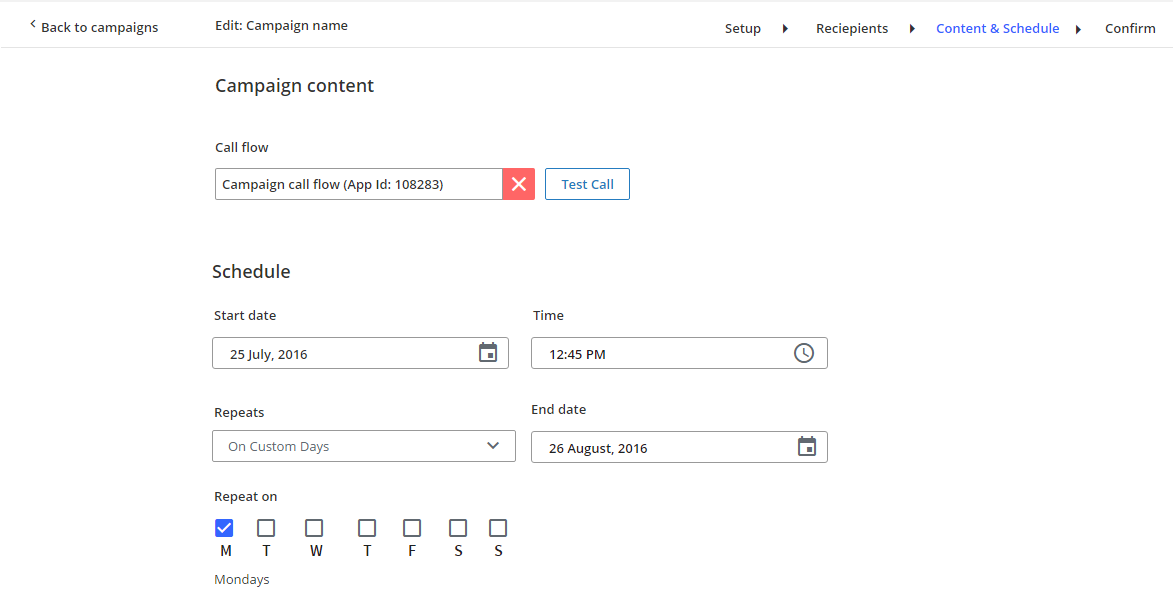 Back to campaigns
Edit: Campaign name
Setup
Reciepients
Content & Schedule
Confirm
Campaign content
Call flow
Campaign call flow (App Id: 108283)
Test Call
Schedule
Start date
Time
25 July, 2016
12:45 PM
Repeats
End date
On Custom Days
26 August, 2016
Repeat on
M T W T F S S
Mondays